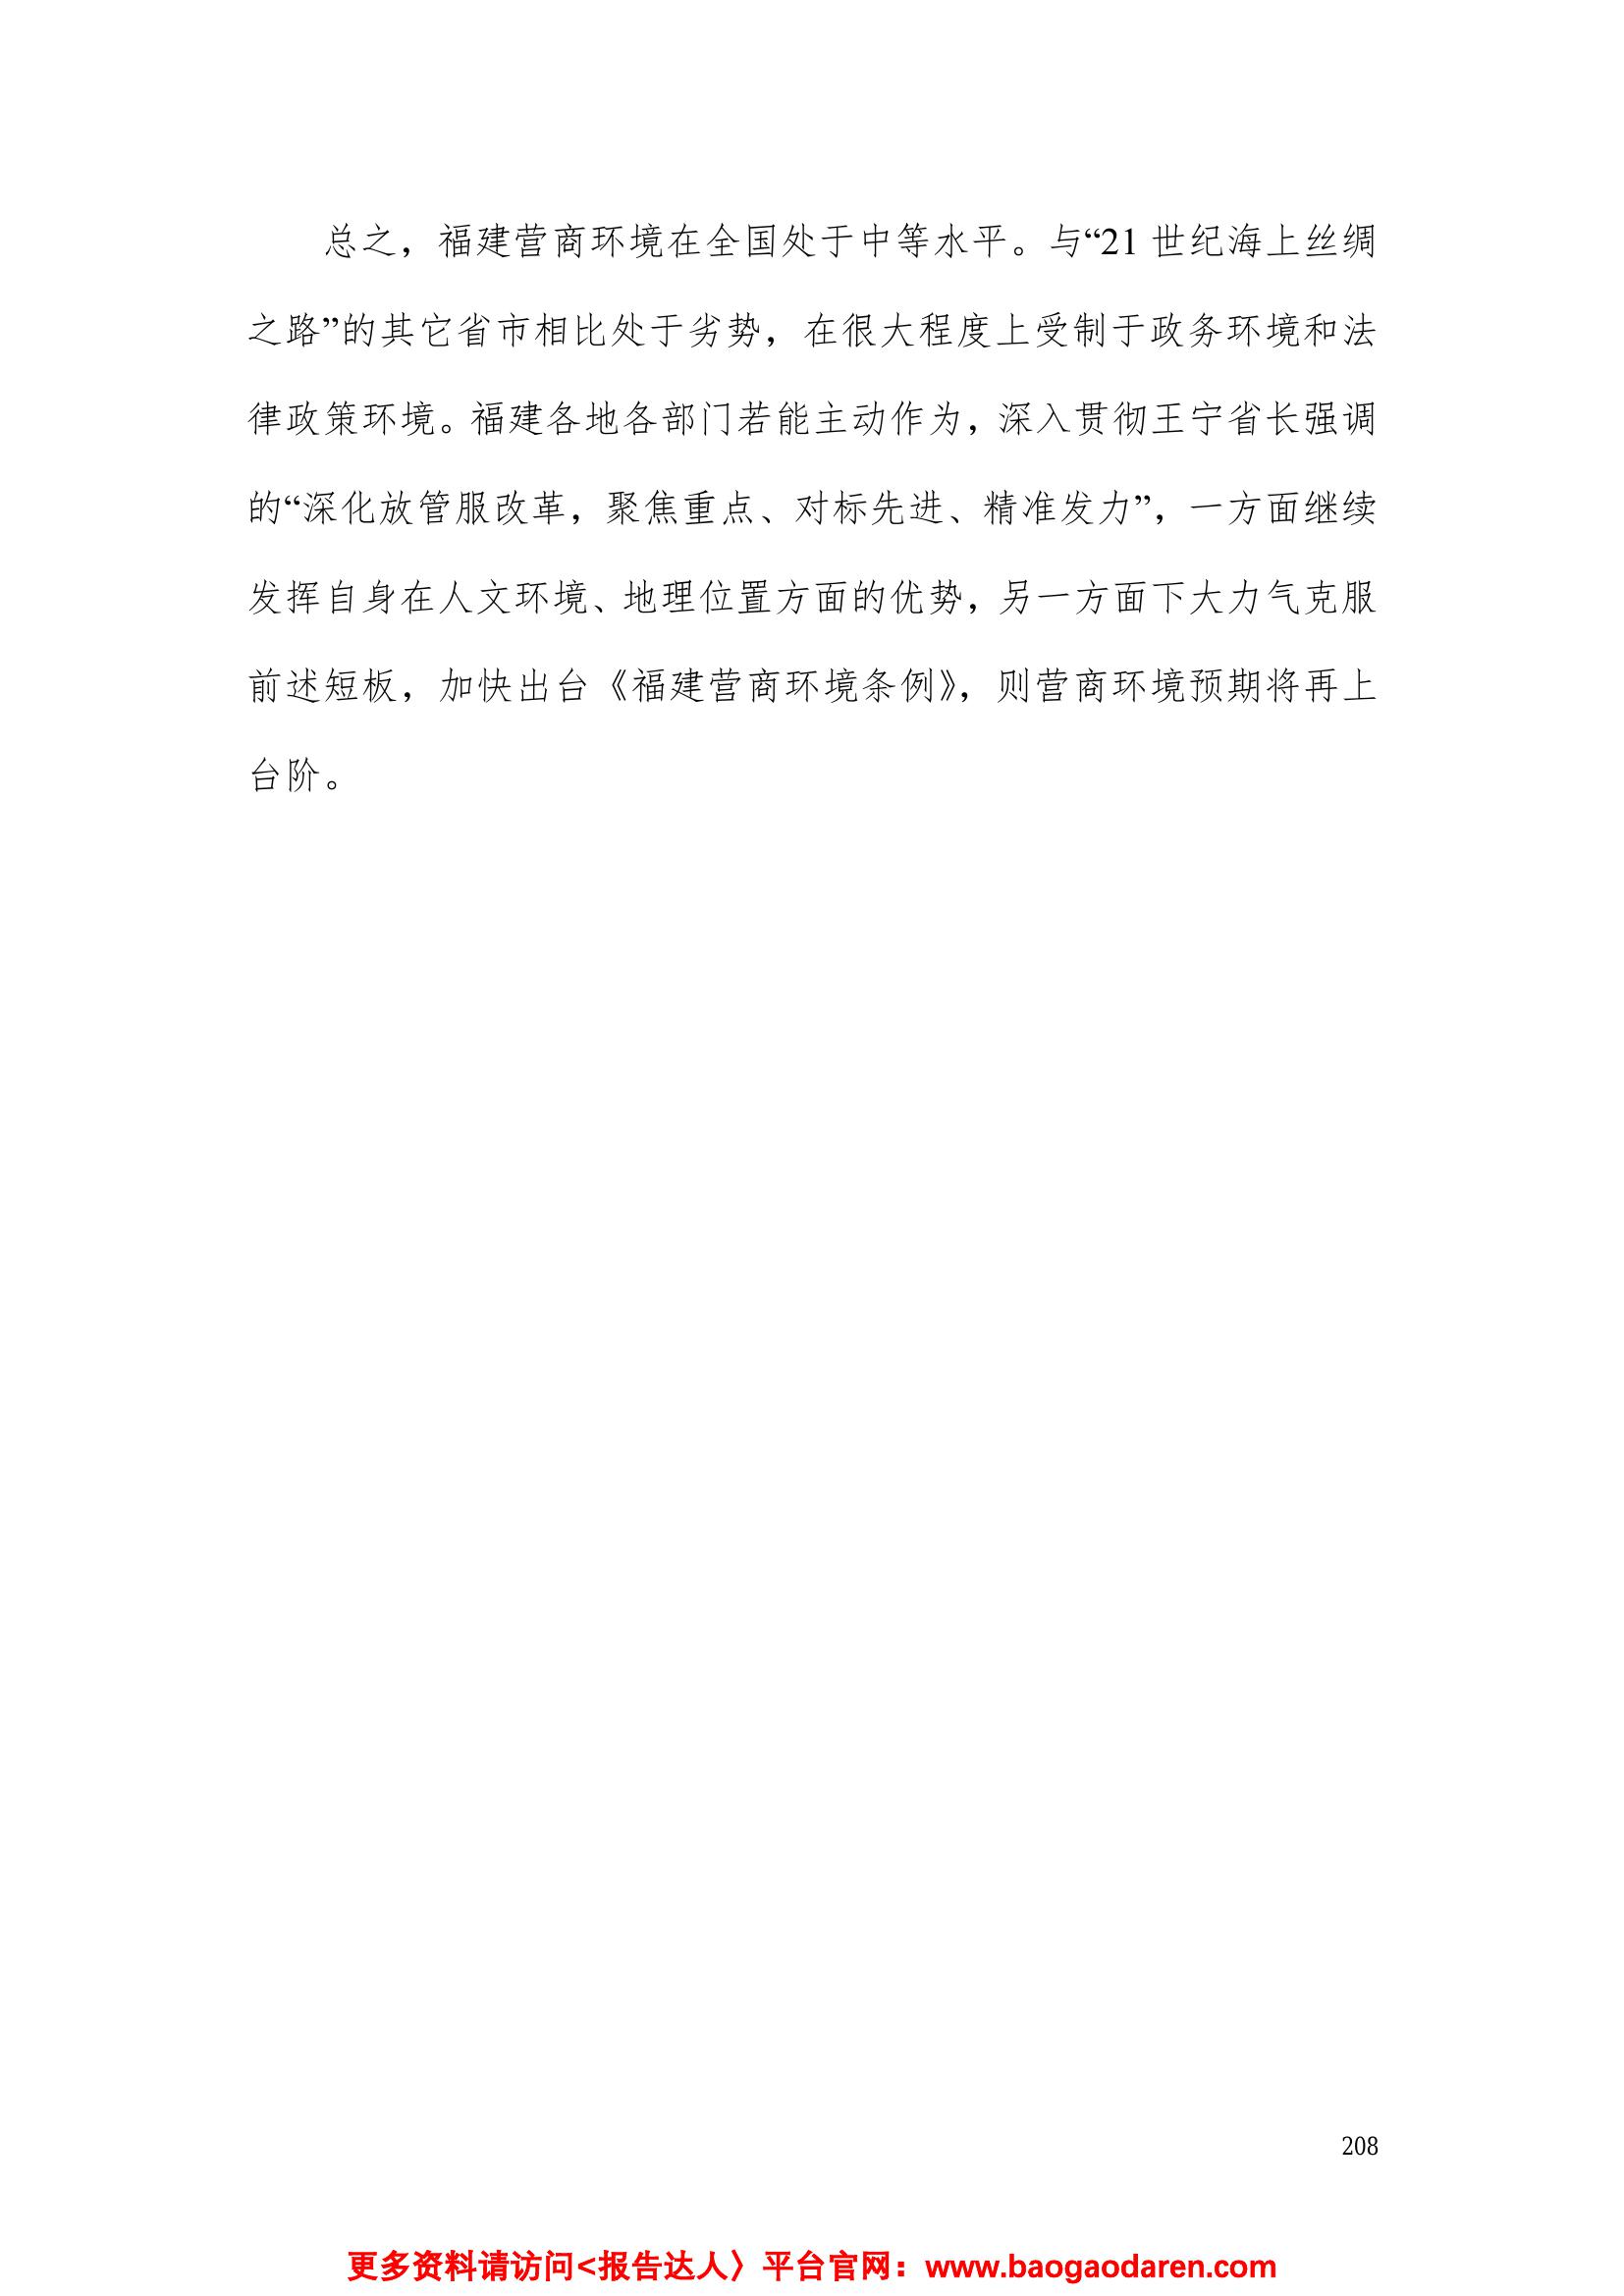 总之，福建营商环境在全国处于中等水平。与“21 世纪海上丝绸
之路”的其它省市相比处于劣势，在很大程度上受制于政务环境和法
律政策环境。福建各地各部门若能主动作为，深入贯彻王宁省长强调
的“深化放管服改革，聚焦重点、对标先进、精准发力”，一方面继续
发挥自身在人文环境、地理位置方面的优势，另一方面下大力气克服
前述短板，加快出台《福建营商环境条例》，则营商环境预期将再上
台阶。
208
更多资料请访问<报告达人〉平台官网：www.baogaodaren.com